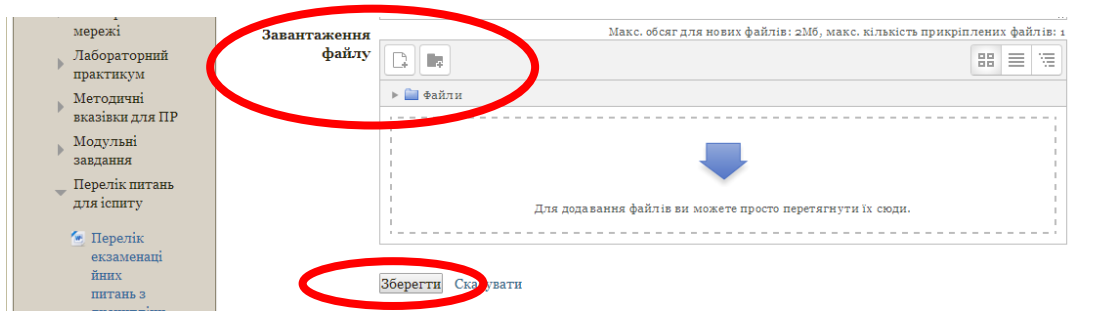 мережі
Лабораторний
практикум
Методичні
вказівки для ПР
Модульні
завдання
Перелік питань
для іспиту
Перелік
екзаменаці
йних
питань з
Завантаження
файлу
Макс. обсяг для нових файлів: 2Мб, макс. кількість прикріплених файлів: 1
Файли
Для додавання файлів ви можете просто перетягнути їх сюди.
Зберегти Скасувати